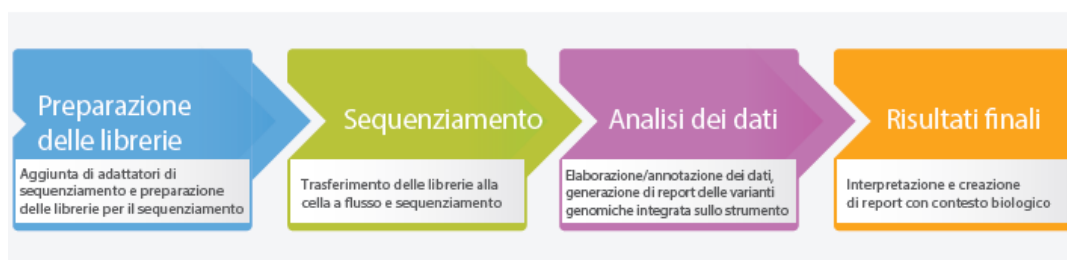 Preparazione
delle librerie
Aggiunta di adattatori di
sequenziamento e preparazione
delle librerie per il sequenziamento
Sequenziamento
Trasferimento delle librerie alla
cella a flusso e sequenziamento
Analisi dei dati
Elaborazione/annotazione dei dati,
generazione di report delle varianti
genomiche integrata sullo strumento
Risultati finali
Interpretazione e creazione
di report con contesto biologico